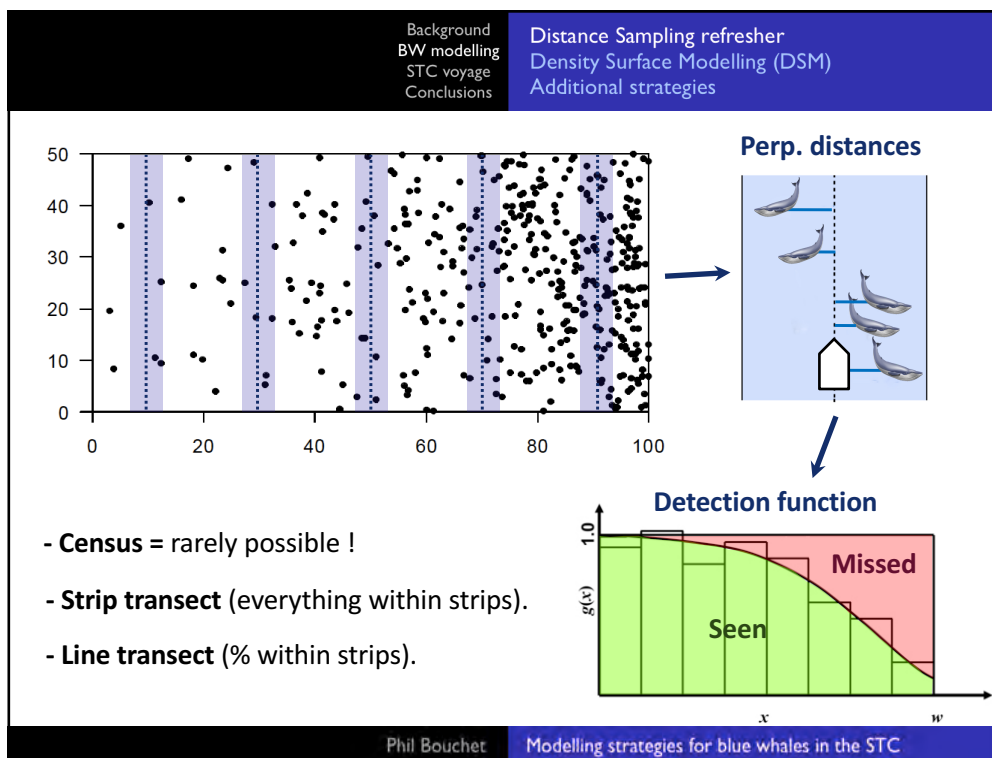 Background
BW modelling
STC voyage
Conclusions
Distance Sampling refresher
Density Surface Modelling (DSM)
Additional strategies
50
40
30
20
10
0
0 20 40 60 80 100
Perp. distances
Detection function
1.0
g(x)
Missed
Seen
x w
- Census = rarely possible !
- Strip transect (everything within strips).
- Line transect (% within strips).
Phil Bouchet
Modelling strategies for blue whales in the STC